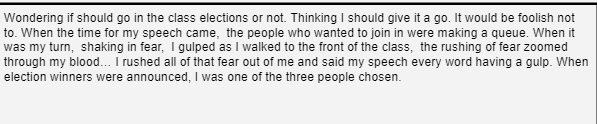 Wondering if should go in the class elections or not. Thinking I should give it a go. It would be foolish not
to. When the time for my speech came,  the people who wanted to join in were making a queue. When it
was my turn,  shaking in fear,  I gulped as I walked to the front of the class,  the rushing of fear zoomed
through my blood... I rushed all of that fear out of me and said my speech every word having a gulp. When
election winners were announced, I was one of the three people chosen.